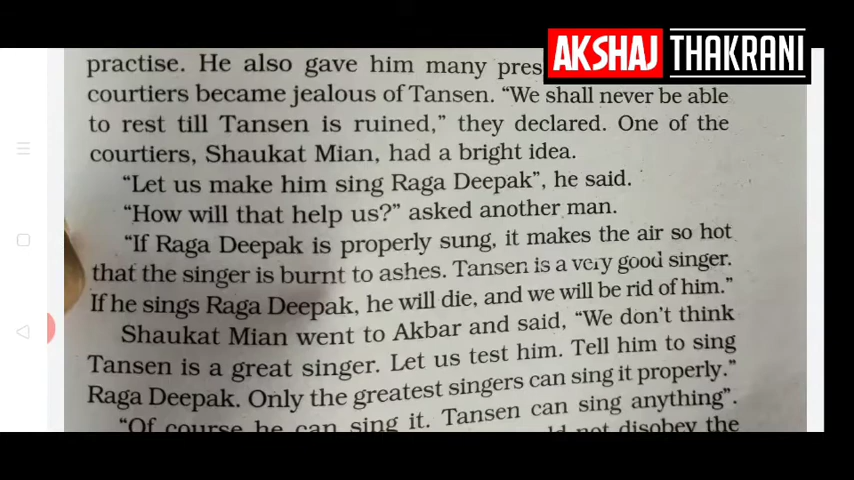 AKSHAJ THAKRANI
practise. He also gave him many
courtiers became jealous of Tansen. “We shall never be able
to rest till Tansen is ruined,” they declared. One of the
courtiers, Shaukat Mian, had a bright idea.
“Let us make him sing Raga Deepak”, he said.
“How will that help us?” asked another man.
“If Raga Deepak is properly sung, it makes the air so hot
that the singer is burnt to ashes. Tansen is a very good singer.
If he sings Raga Deepak, he will die, and we will be rid of him.”
Shaukat Mian went to Akbar and said, “We don’t think
Tansen is a great singer. Let us test him. Tell him to sing
Raga Deepak. Only the greatest singers can sing it properly.”
“Of course he can sing it. Tansen can sing anything”.
not disobey the